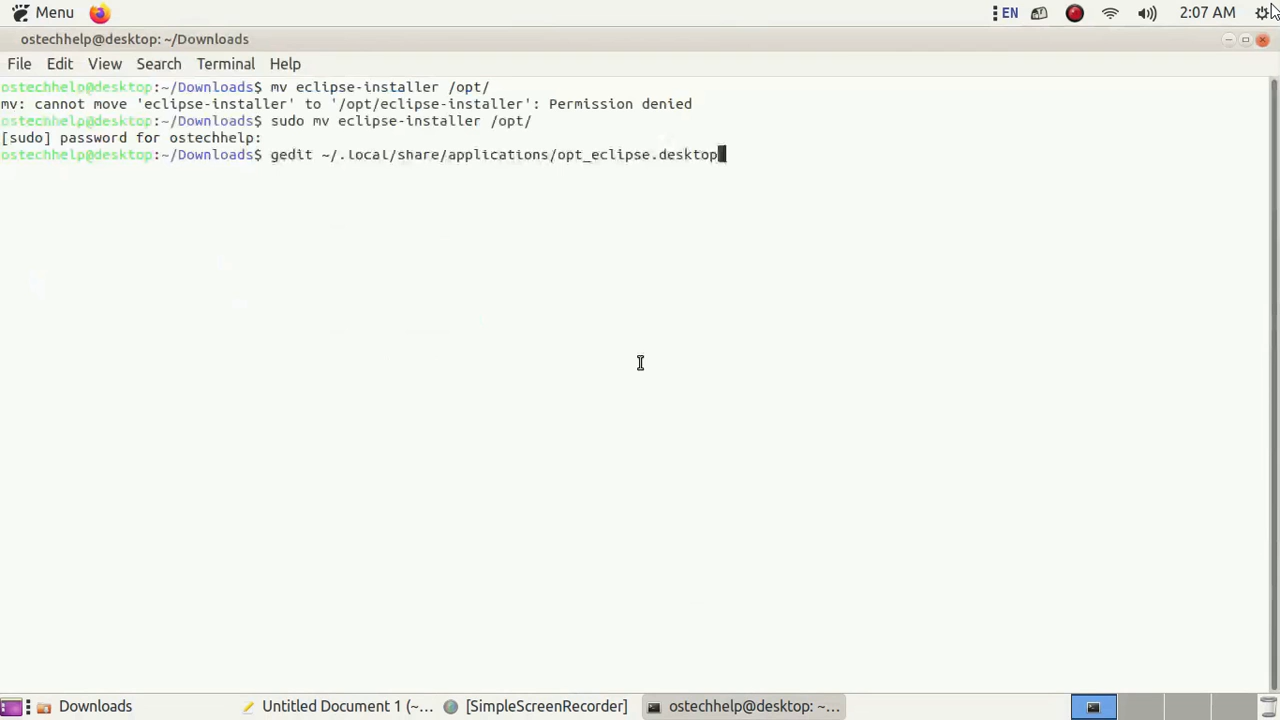 Menu EN 2:07 AM
ostechhelp@desktop: ~/Downloads
File Edit View Search Terminal Help
ostechhelp@desktop:~/Downloads$ mv eclipse-installer /opt/
mv: cannot move 'eclipse-installer' to '/opt/eclipse-installer': Permission denied
ostechhelp@desktop:~/Downloads$ sudo mv eclipse-installer /opt/
[sudo] password for ostechhelp:
ostechhelp@desktop:~/Downloads$ gedit ~/.local/share/applications/opt_eclipse.desktop
Downloads Untitled Document 1 (~... [SimpleScreenRecorder] ostechhelp@desktop: ~...